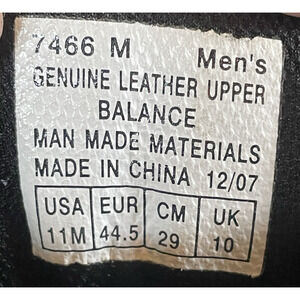 7466 M Men's
GENUINE LEATHER UPPER
BALANCE
MAN MADE MATERIALS
MADE IN CHINA 12/07
USA EUR CM UK
11M 44.5 29 10